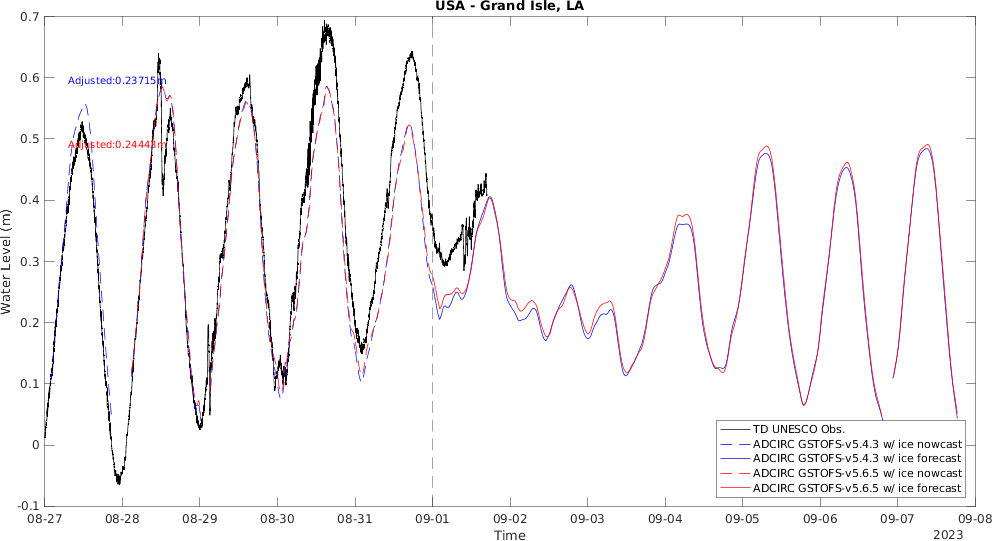 USA - Grand Isle, LA
Water Level (m)
0.7
0.6
0.5
0.4
0.3
0.2
0.1
0
-0.1
Adjusted:0.23715m
Adjusted:0.24443m
TD UNESCO Obs.
ADCIRC GSTOFS-v5.4.3 w/ ice nowcast
ADCIRC GSTOFS-v5.4.3 w/ ice forecast
ADCIRC GSTOFS-v5.6.5 w/ ice nowcast
ADCIRC GSTOFS-v5.6.5 w/ ice forecast
08-27 08-28 08-29 08-30 08-31 09-01 09-02 09-03 09-04 09-05 09-06 09-07 09-08
Time
2023